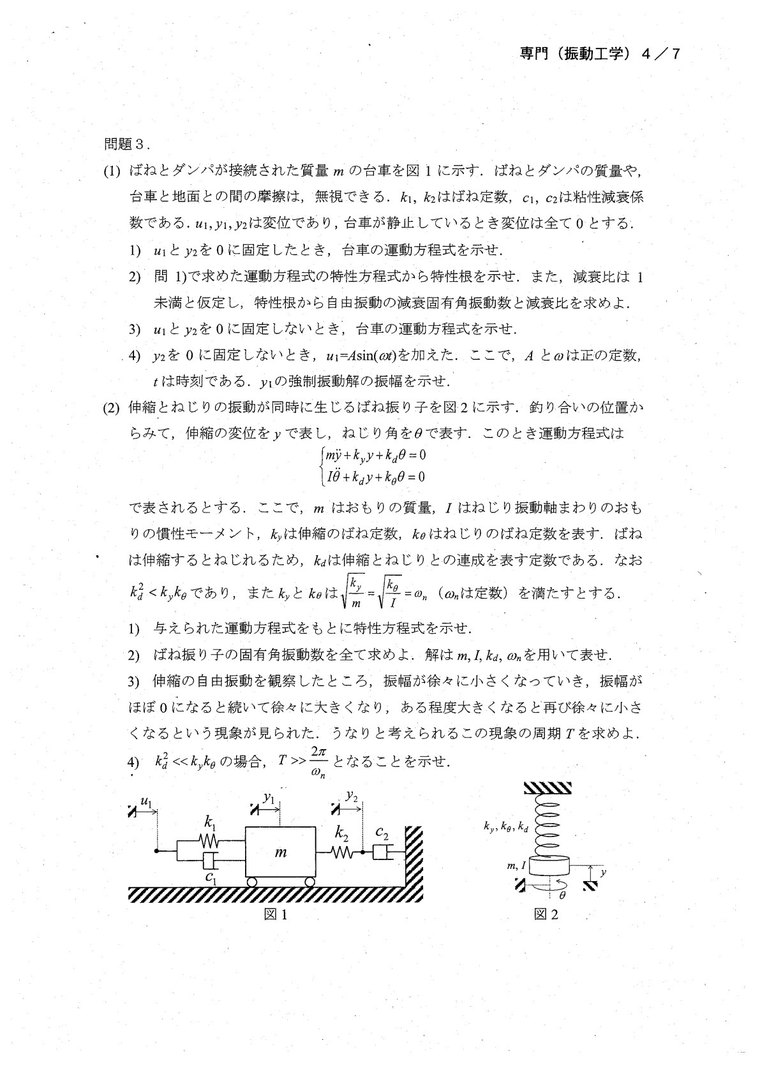 専門（振動工学）４／７
問題３．
(1) ばねとダンパが接続された質量 m の台車を図 1 に示す．ばねとダンパの質量や，
台車と地面との間の摩擦は，無視できる．k₁, k₂はばね定数，c₁, c₂は粘性減衰係
数である．u₁, y₁, y₂は変位であり，台車が静止しているとき変位は全て 0 とする．
1) u₁と y₂を 0 に固定したとき，台車の運動方程式を示せ．
2) 問 1)で求めた運動方程式の特性方程式から特性根を示せ．また，減衰比は 1
未満と仮定し，特性根から自由振動の減衰固有角振動数と減衰比を求めよ．
3) u₁と y₂を 0 に固定しないとき，台車の運動方程式を示せ．
4) y₂を 0 に固定しないとき，u₁=Asin(ωt)を加えた．ここで，A とωは正の定数，
t は時刻である．y₁の強制振動解の振幅を示せ．
(2) 伸縮とねじりの振動が同時に生じるばね振り子を図 2 に示す．釣り合いの位置か
らみて，伸縮の変位を y で表し，ねじり角をθで表す．このとき運動方程式は
mÿ + k_y y + k_d θ = 0
Iθ̈ + k_d y + k_θ θ = 0
で表されるとする．ここで，m はおもりの質量，I はねじり振動軸まわりのおも
りの慣性モーメント，k_yは伸縮のばね定数，k_θはねじりのばね定数を表す．ばね
は伸縮するとねじれるため，k_dは伸縮とねじりとの連成を表す定数である．なお
k_d² < k_y k_θ であり，また k_yと k_θは√(k_y/m) = √(k_θ/I) = ω_n（ω_nは定数）を満たすとする．
1) 与えられた運動方程式をもとに特性方程式を示せ．
2) ばね振り子の固有角振動数を全て求めよ．解は m, I, k_d, ω_nを用いて表せ．
3) 伸縮の自由振動を観察したところ，振幅が徐々に小さくなっていき，振幅が
ほぼ 0 になると続いて徐々に大きくなり，ある程度大きくなると再び徐々に小さ
くなるという現象が見られた．うなりと考えられるこの現象の周期 T を求めよ．
4) k_d² << k_y k_θ の場合，T >> 2π/ω_n となることを示せ．
u₁
y₁
y₂
k₁
c₁
m
k₂
c₂
図 1
k_y, k_θ, k_d
m, I
y
θ
図 2